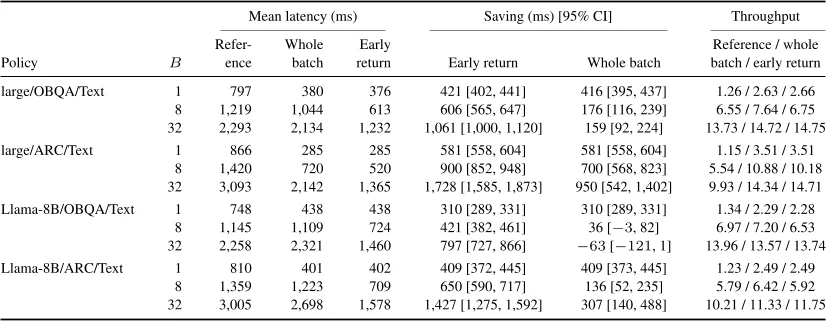 Mean latency (ms) Saving (ms) [95% CI] Throughput
Refer- Whole Early Reference / whole
Policy B ence batch return Early return Whole batch batch / early return
large/OBQA/Text 1 797 380 376 421 [402, 441] 416 [395, 437] 1.26 / 2.63 / 2.66
8 1,219 1,044 613 606 [565, 647] 176 [116, 239] 6.55 / 7.64 / 6.75
32 2,293 2,134 1,232 1,061 [1,000, 1,120] 159 [92, 224] 13.73 / 14.72 / 14.75
large/ARC/Text 1 866 285 285 581 [558, 604] 581 [558, 604] 1.15 / 3.51 / 3.51
8 1,420 720 520 900 [852, 948] 700 [568, 823] 5.54 / 10.88 / 10.18
32 3,093 2,142 1,365 1,728 [1,585, 1,873] 950 [542, 1,402] 9.93 / 14.34 / 14.71
Llama-8B/OBQA/Text 1 748 438 438 310 [289, 331] 310 [289, 331] 1.34 / 2.29 / 2.28
8 1,145 1,109 724 421 [382, 461] 36 [−3, 82] 6.97 / 7.20 / 6.53
32 2,258 2,321 1,460 797 [727, 866] −63 [−121, 1] 13.96 / 13.57 / 13.74
Llama-8B/ARC/Text 1 810 401 402 409 [372, 445] 409 [373, 445] 1.23 / 2.49 / 2.49
8 1,359 1,223 709 650 [590, 717] 136 [52, 235] 5.79 / 6.42 / 5.92
32 3,005 2,698 1,578 1,427 [1,275, 1,592] 307 [140, 488] 10.21 / 11.33 / 11.75